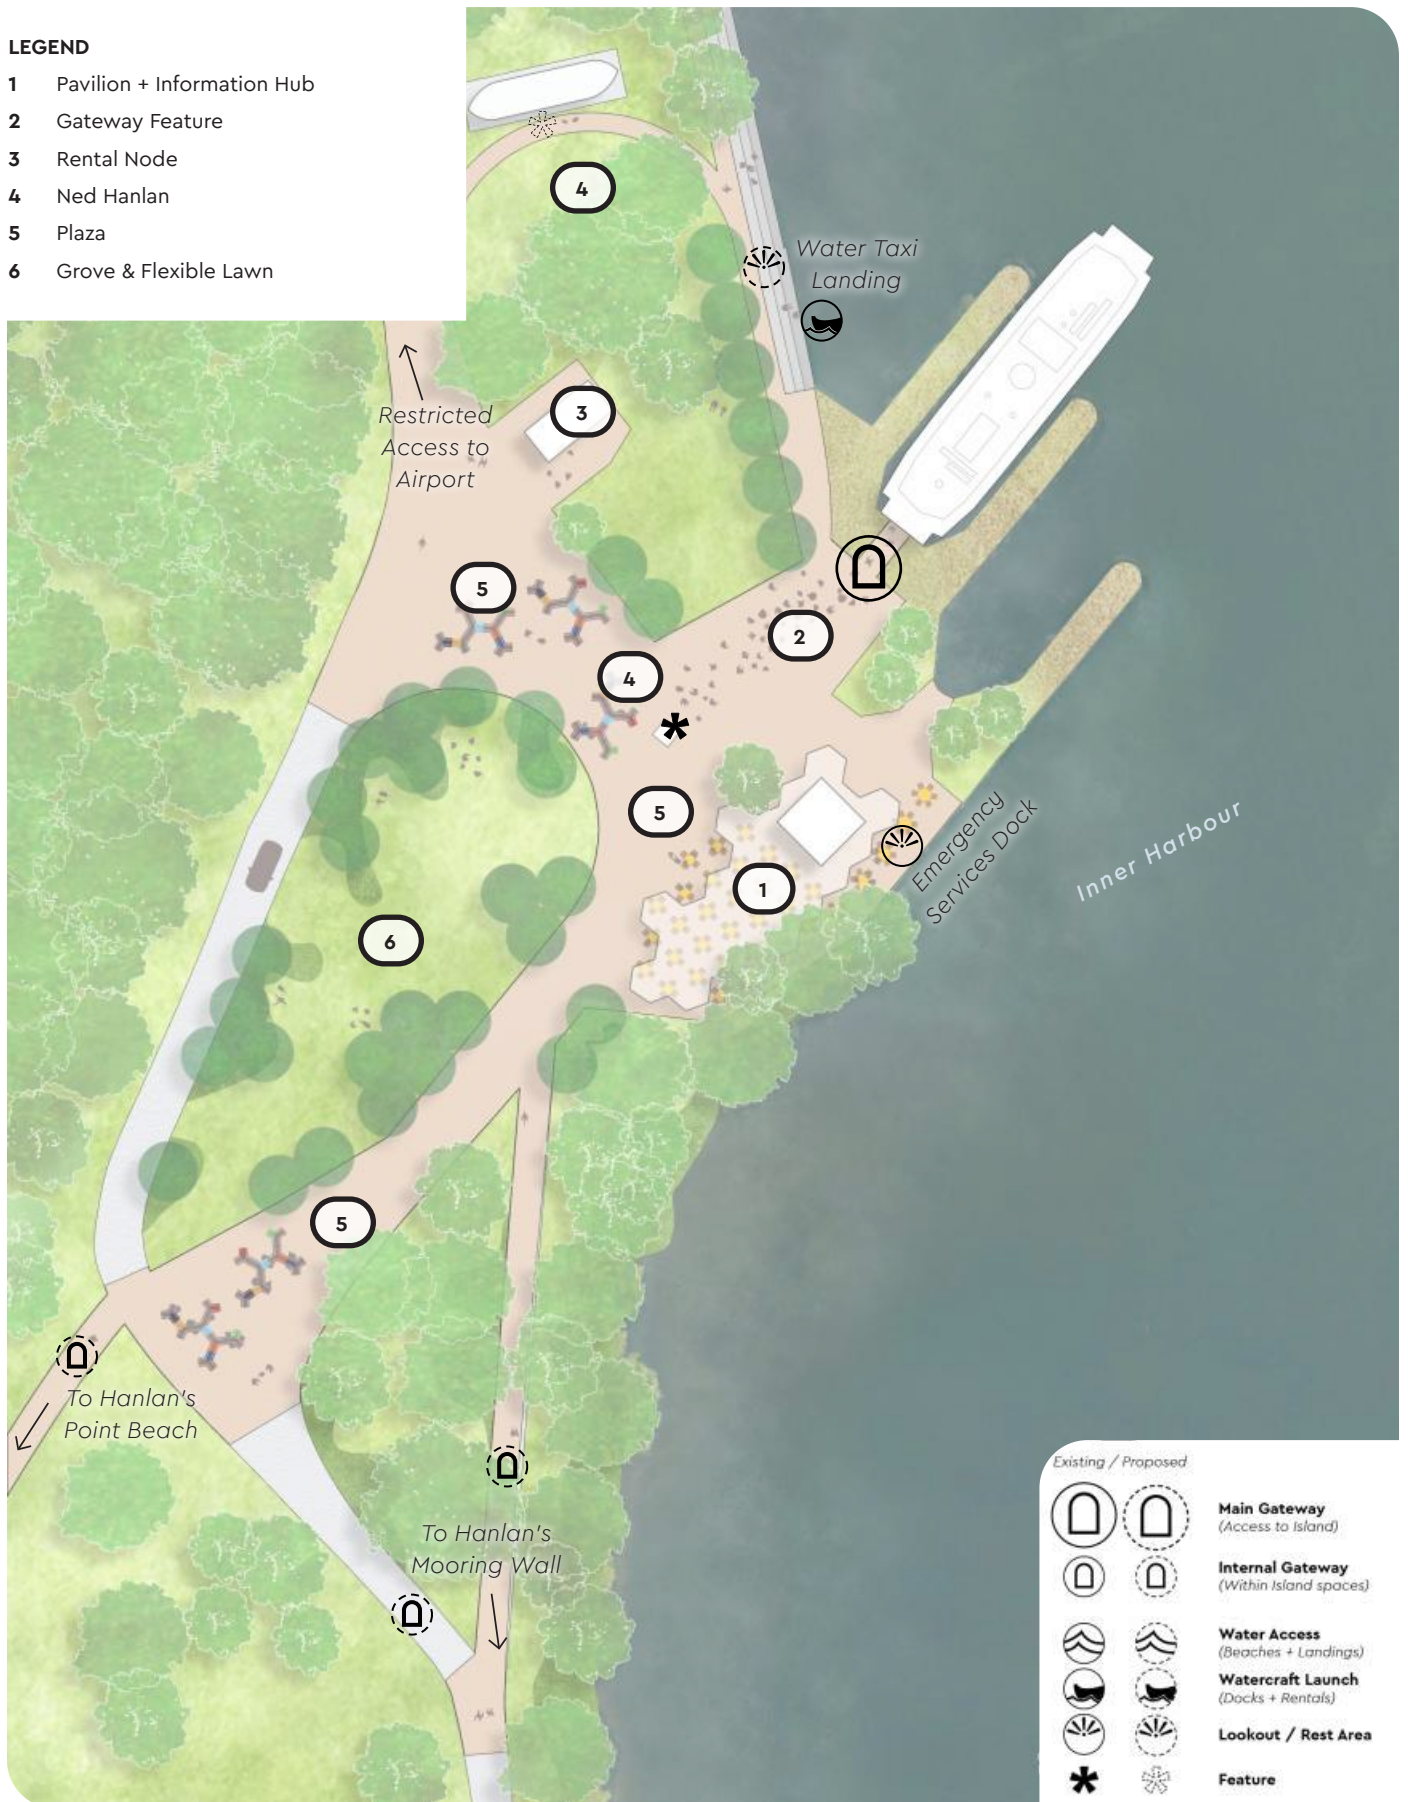 LEGEND
1 Pavilion + Information Hub
2 Gateway Feature
3 Rental Node
4 Ned Hanlan
5 Plaza
6 Grove & Flexible Lawn
4
Water Taxi
Landing
3
Restricted
Access to
Airport
5
2
4
5
Emergency
Services Dock
Inner Harbour
1
6
5
To Hanlan's
Point Beach
To Hanlan's
Mooring Wall
Existing / Proposed
Main Gateway
(Access to Island)
Internal Gateway
(Within Island spaces)
Water Access
(Beaches + Landings)
Watercraft Launch
(Docks + Rentals)
Lookout / Rest Area
Feature